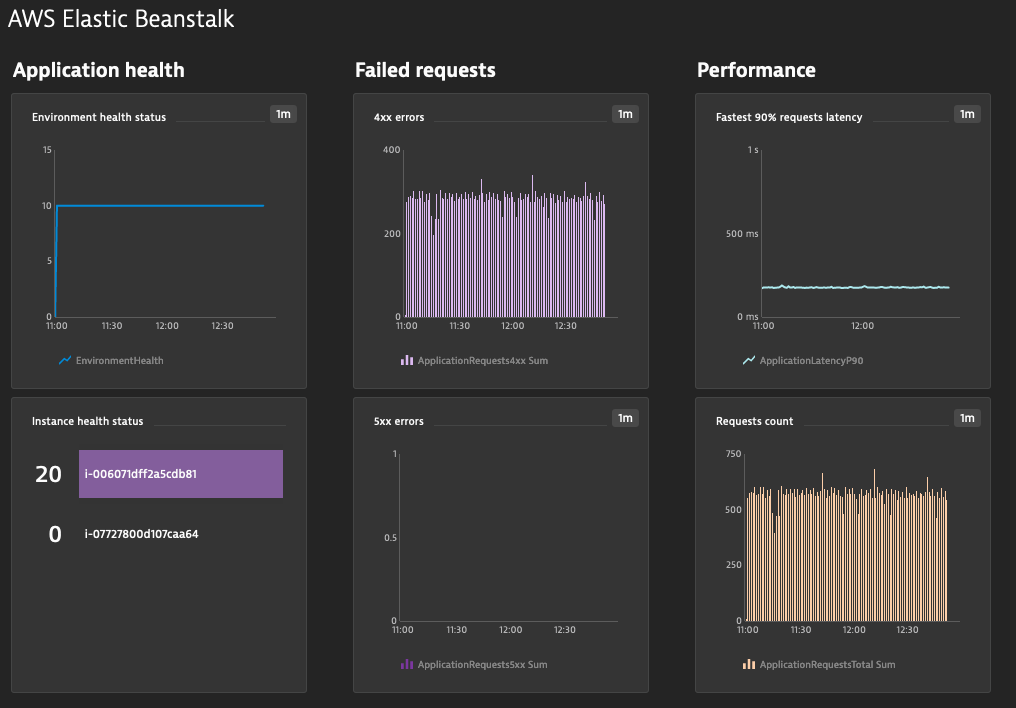 AWS Elastic Beanstalk
Application health
Failed requests
Performance
Environment health status
1m
15
10
5
0
11:00 11:30 12:00 12:30
EnvironmentHealth
4xx errors
1m
400
200
0
11:00 11:30 12:00 12:30
ApplicationRequests4xx Sum
Fastest 90% requests latency
1m
1 s
500 ms
0 ms
11:00 12:00
ApplicationLatencyP90
Instance health status
20 i-006071dff2a5cdb81
0 i-07727800d107caa64
5xx errors
1m
1
0.5
0
11:00 11:30 12:00 12:30
ApplicationRequests5xx Sum
Requests count
1m
750
500
250
0
11:00 11:30 12:00 12:30
ApplicationRequestsTotal Sum